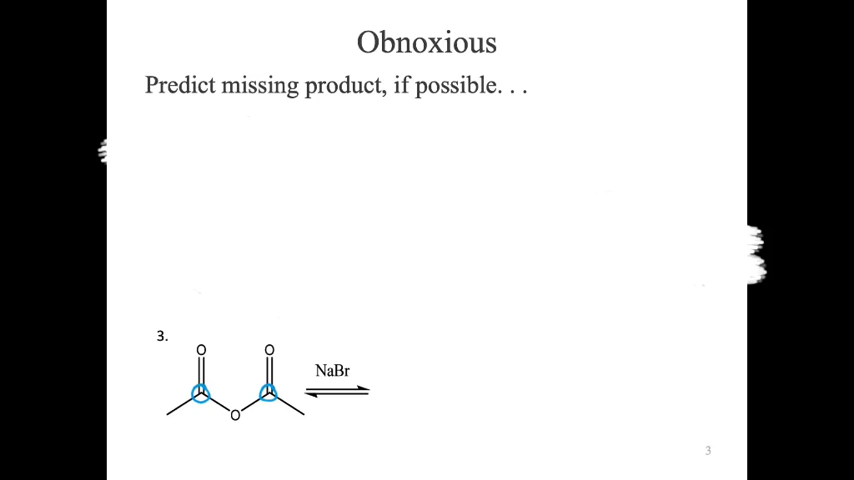 Obnoxious
Predict missing product, if possible. . .
3.
O O
NaBr
O
3